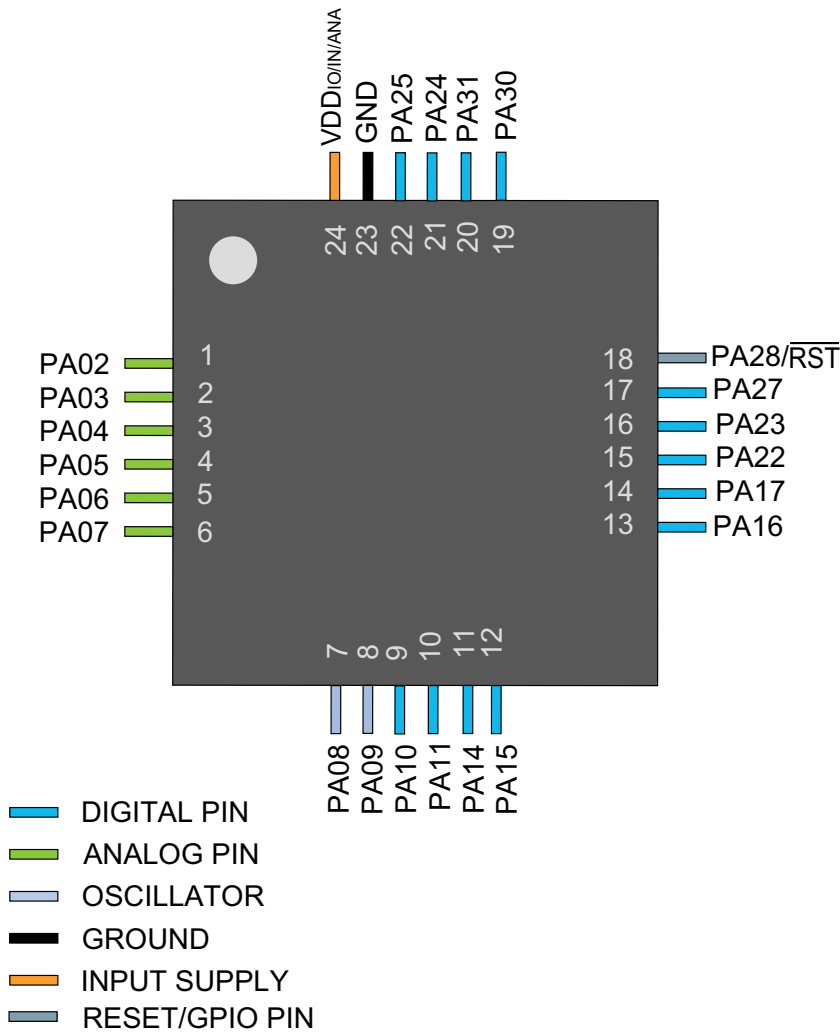 VDDIO/IN/ANA
GND
PA25
PA24
PA31
PA30
24
23
22
21
20
19
PA02 1
PA03 2
PA04 3
PA05 4
PA06 5
PA07 6
18 PA28/R̅S̅T̅
17 PA27
16 PA23
15 PA22
14 PA17
13 PA16
7
8
9
10
11
12
PA08
PA09
PA10
PA11
PA14
PA15
DIGITAL PIN
ANALOG PIN
OSCILLATOR
GROUND
INPUT SUPPLY
RESET/GPIO PIN